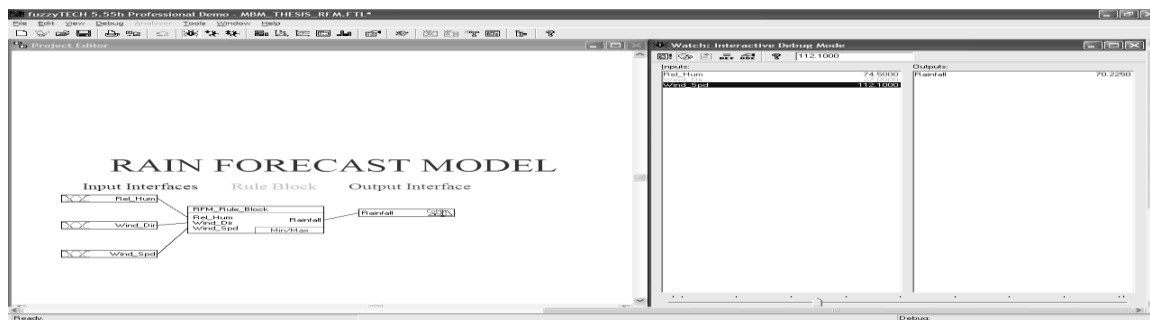 fuzzyTECH 5.55h Professional Demo - MBM_THESIS_RFM.FTL*
File Edit View Debug Analyzer Tools Window Help
Project Editor
RAIN FORECAST MODEL
Input Interfaces Rule Block Output Interface
Rel_Hum
Wind_Dir
Wind_Spd
RFM_Rule_Block
Rel_Hum
Wind_Dir
Wind_Spd
Rainfall
Min/Max
Rainfall
Watch: Interactive Debug Mode
112.1000
Inputs:
Rel_Hum 74.5000
Wind_Dir
Wind_Spd 112.1000
Outputs:
Rainfall 70.2250
Ready.
Debug: